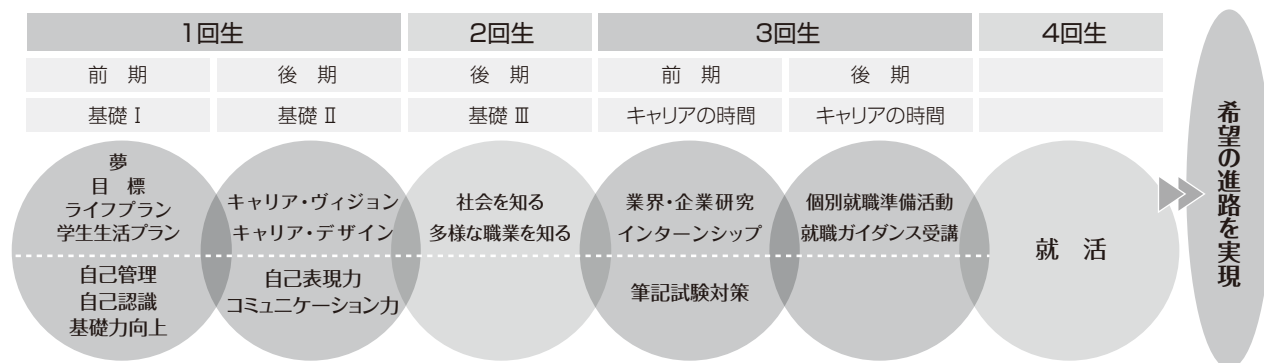 1回生
2回生
3回生
4回生
前 期
後 期
後 期
前 期
後 期
基礎 Ⅰ
基礎 Ⅱ
基礎 Ⅲ
キャリアの時間
キャリアの時間
夢
目 標
ライフプラン
学生生活プラン
自己管理
自己認識
基礎力向上
キャリア・ヴィジョン
キャリア・デザイン
自己表現力
コミュニケーション力
社会を知る
多様な職業を知る
業界・企業研究
インターンシップ
筆記試験対策
個別就職準備活動
就職ガイダンス受講
就 活
希望の進路を実現